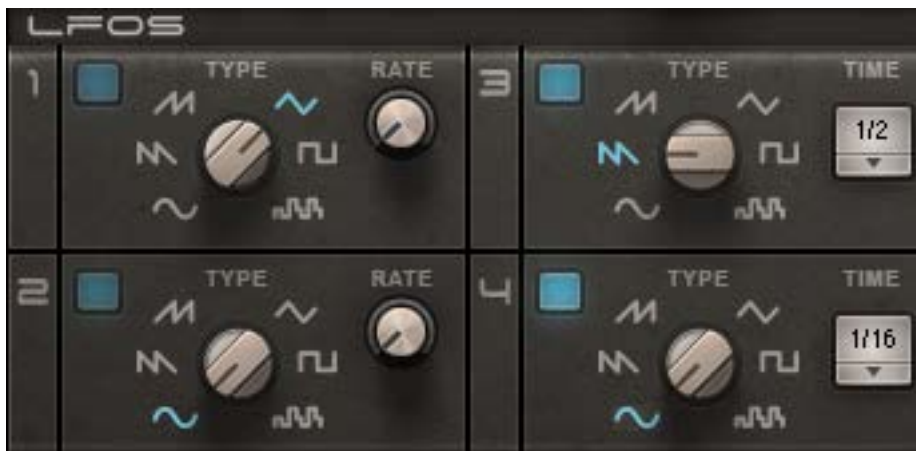 LFOS
1 TYPE RATE
3 TYPE TIME
1/2
2 TYPE RATE
4 TYPE TIME
1/16